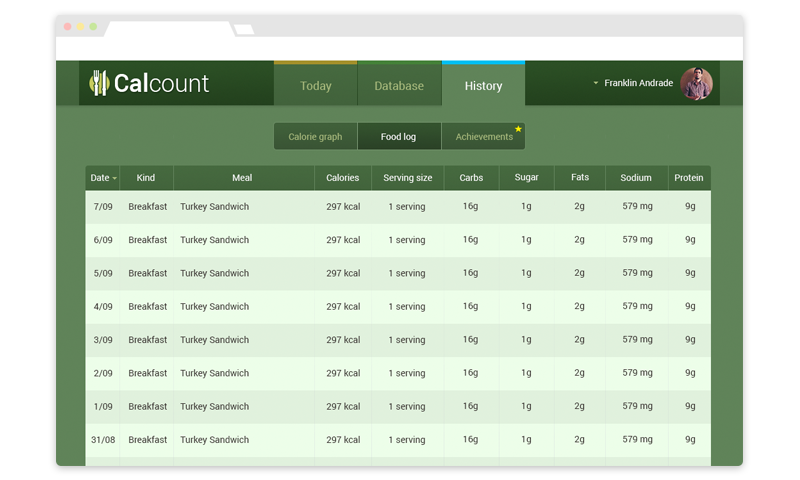 Calcount
Today Database History
Franklin Andrade
Calorie graph Food log Achievements
Date Kind Meal Calories Serving size Carbs Sugar Fats Sodium Protein
7/09 Breakfast Turkey Sandwich 297 kcal 1 serving 16g 1g 2g 579 mg 9g
6/09 Breakfast Turkey Sandwich 297 kcal 1 serving 16g 1g 2g 579 mg 9g
5/09 Breakfast Turkey Sandwich 297 kcal 1 serving 16g 1g 2g 579 mg 9g
4/09 Breakfast Turkey Sandwich 297 kcal 1 serving 16g 1g 2g 579 mg 9g
3/09 Breakfast Turkey Sandwich 297 kcal 1 serving 16g 1g 2g 579 mg 9g
2/09 Breakfast Turkey Sandwich 297 kcal 1 serving 16g 1g 2g 579 mg 9g
1/09 Breakfast Turkey Sandwich 297 kcal 1 serving 16g 1g 2g 579 mg 9g
31/08 Breakfast Turkey Sandwich 297 kcal 1 serving 16g 1g 2g 579 mg 9g